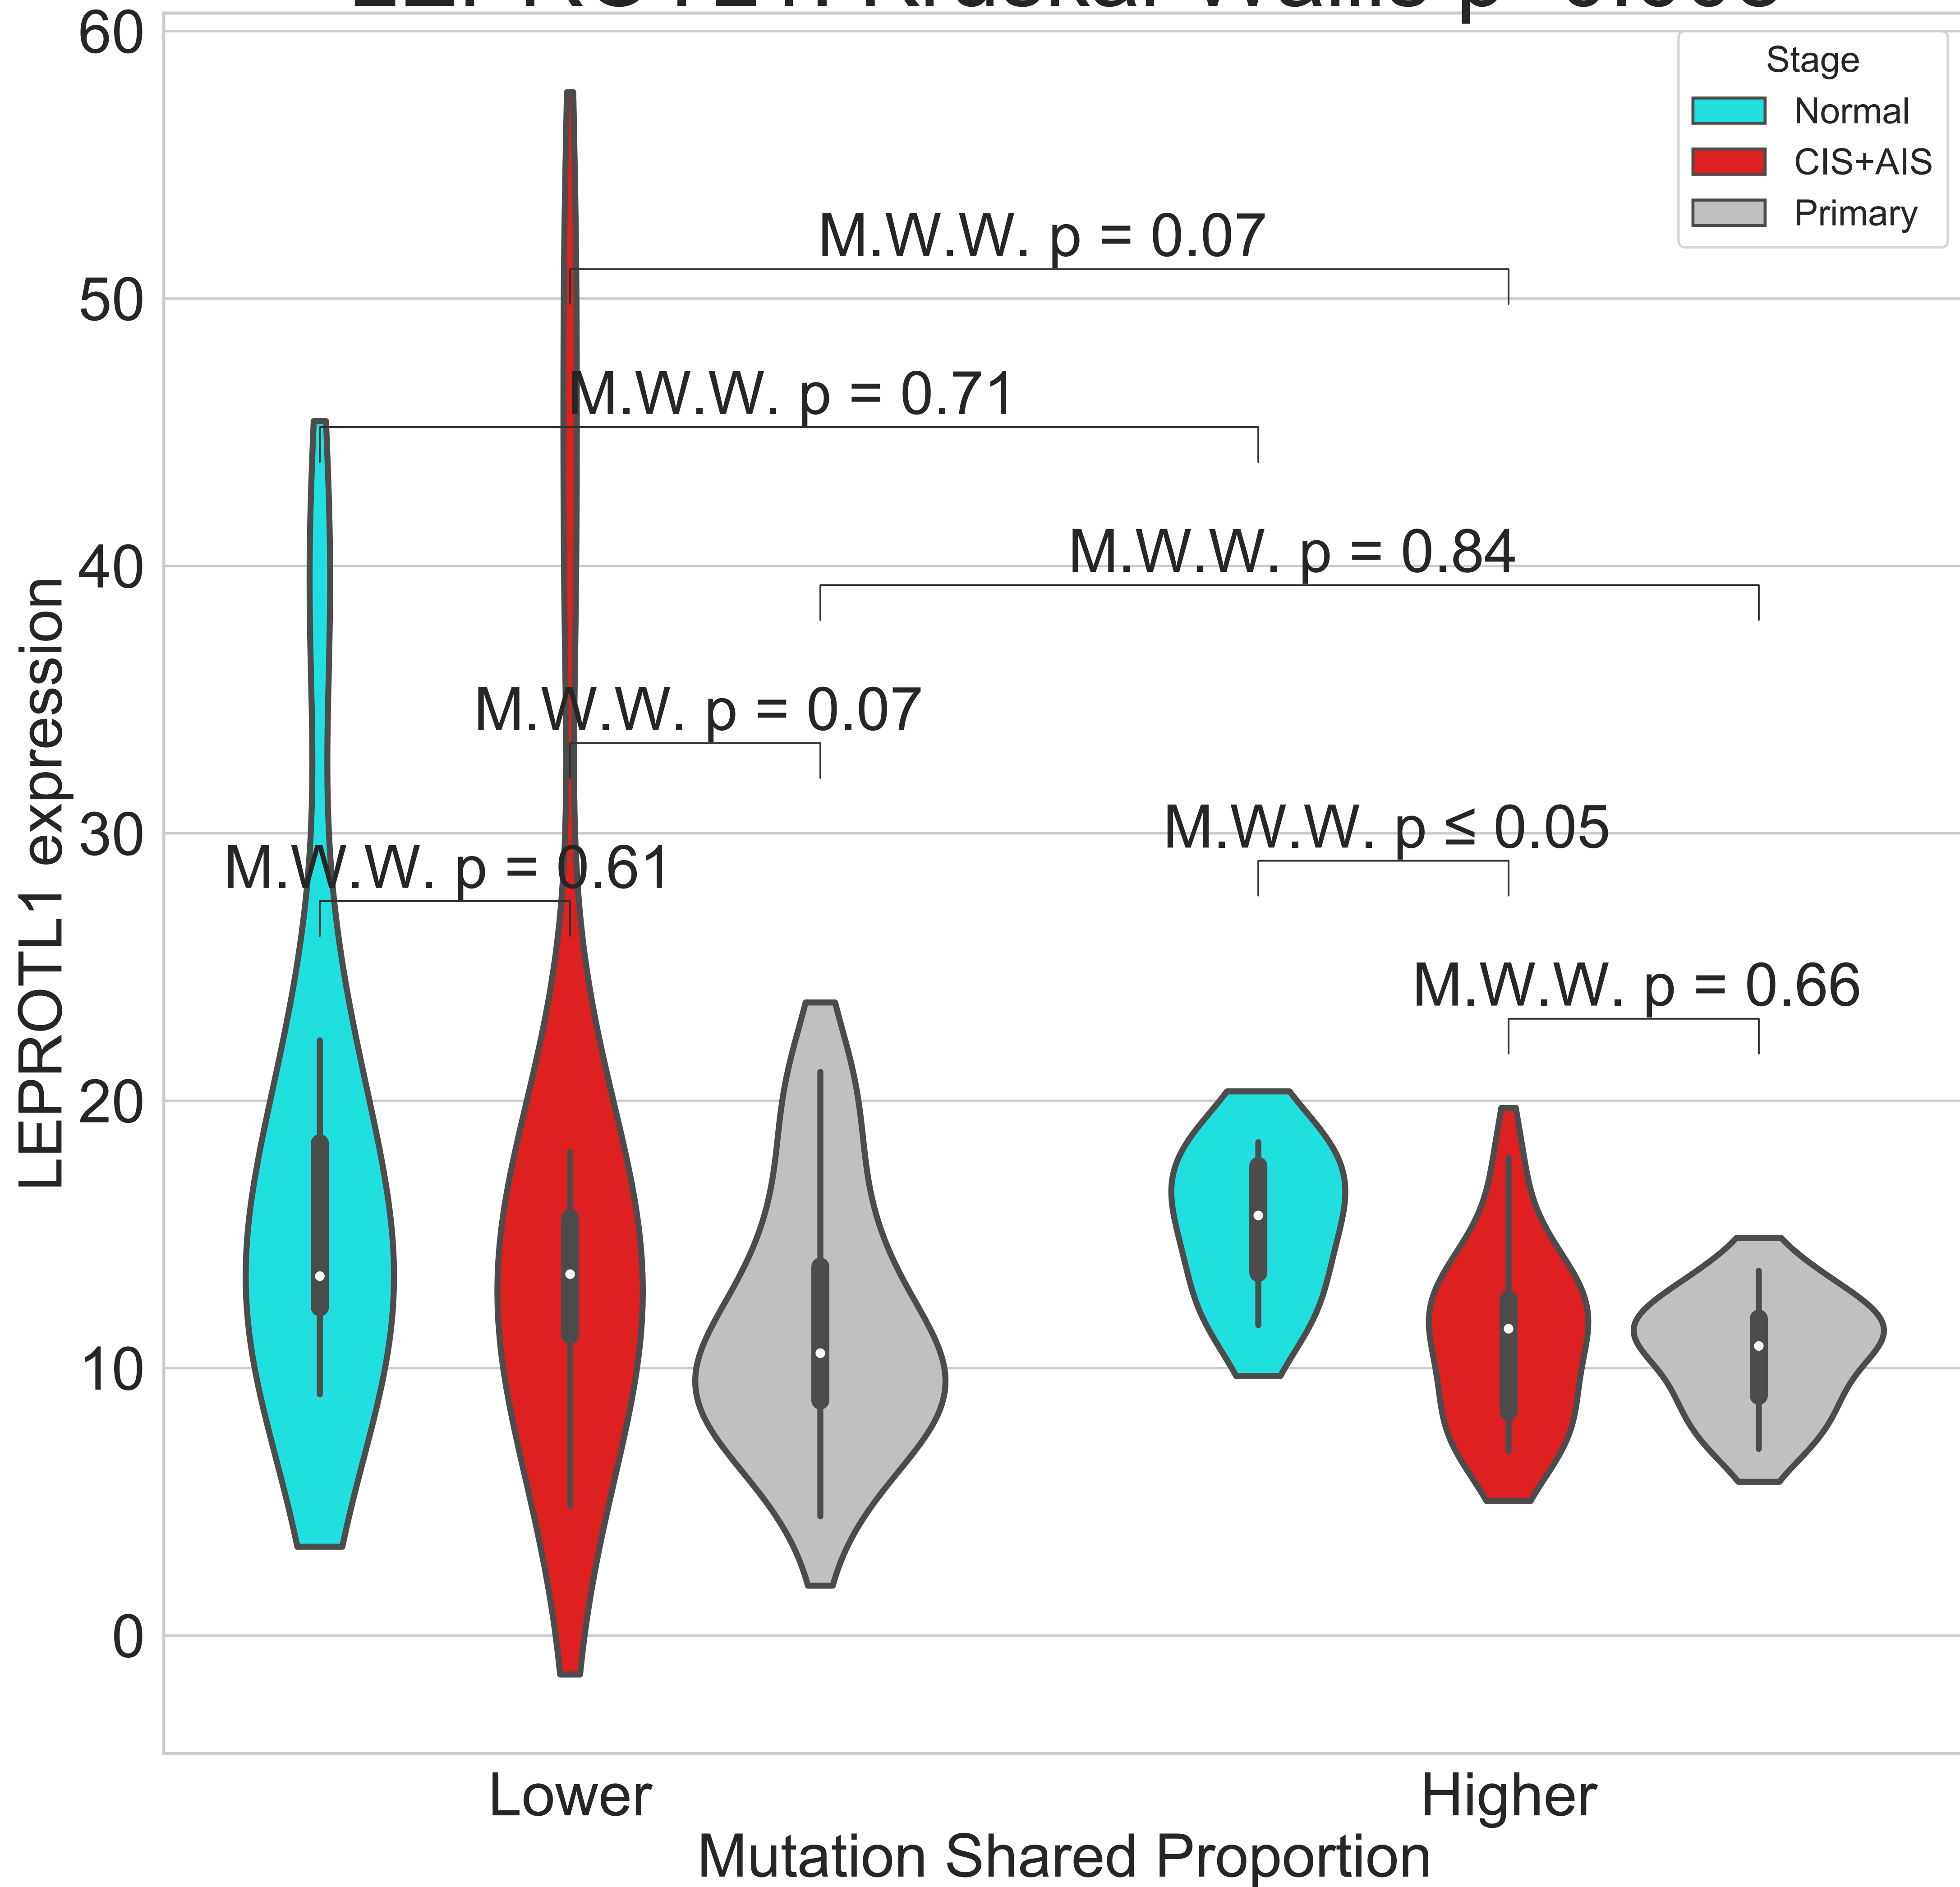 60
50
40
30
20
10
0
LEPROTL1 expression
Stage
Normal
CIS+AIS
Primary
M.W.W. p = 0.07
M.W.W. p = 0.71
M.W.W. p = 0.84
M.W.W. p = 0.07
M.W.W. p ≤ 0.05
M.W.W. p = 0.61
M.W.W. p = 0.66
Lower
Higher
Mutation Shared Proportion